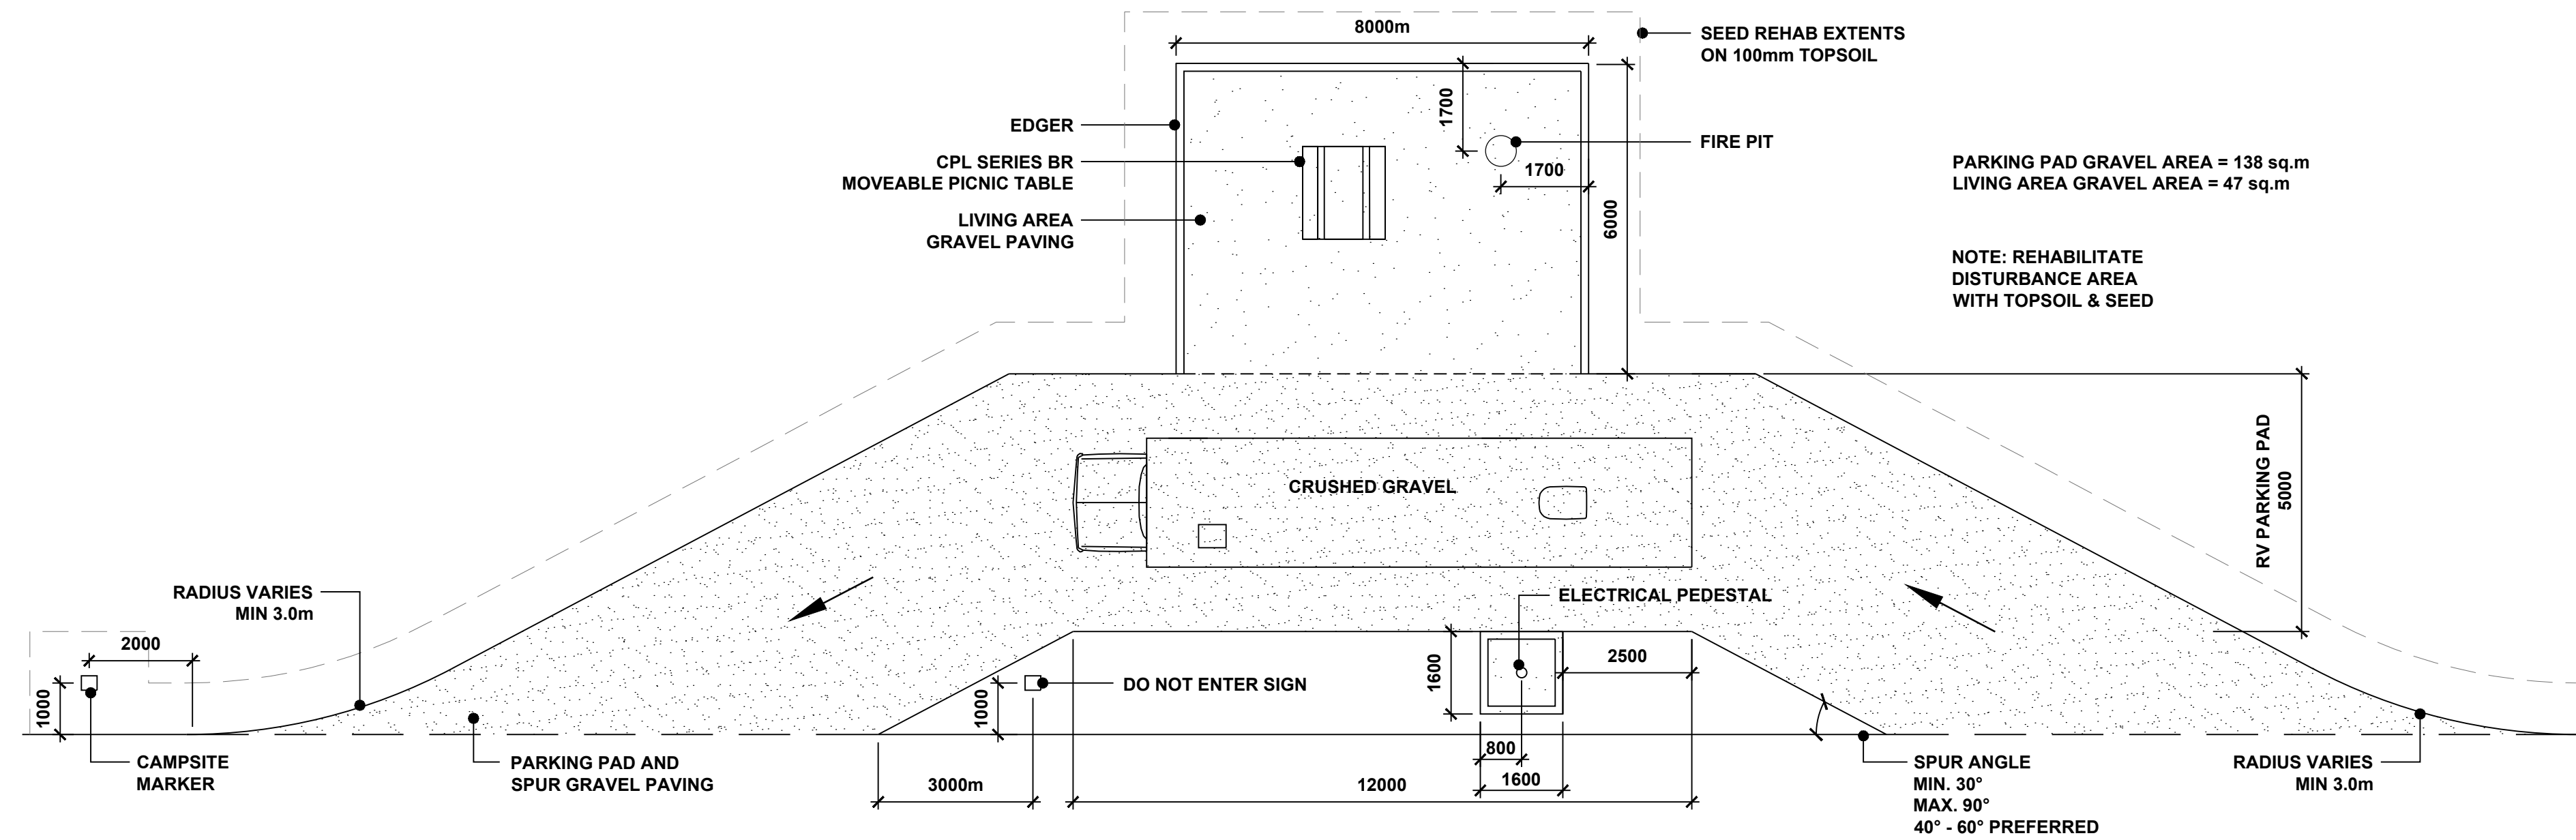 8000m
SEED REHAB EXTENTS
ON 100mm TOPSOIL
1700
EDGER
FIRE PIT
CPL SERIES BR
MOVEABLE PICNIC TABLE
1700
PARKING PAD GRAVEL AREA = 138 sq.m
LIVING AREA GRAVEL AREA = 47 sq.m
6000
LIVING AREA
GRAVEL PAVING
NOTE: REHABILITATE
DISTURBANCE AREA
WITH TOPSOIL & SEED
CRUSHED GRAVEL
RV PARKING PAD
5000
RADIUS VARIES
MIN 3.0m
ELECTRICAL PEDESTAL
2000
1600
2500
1000
1000
DO NOT ENTER SIGN
CAMPSITE
MARKER
PARKING PAD AND
SPUR GRAVEL PAVING
800
3000m
12000
1600
SPUR ANGLE
MIN. 30°
MAX. 90°
40° - 60° PREFERRED
RADIUS VARIES
MIN 3.0m